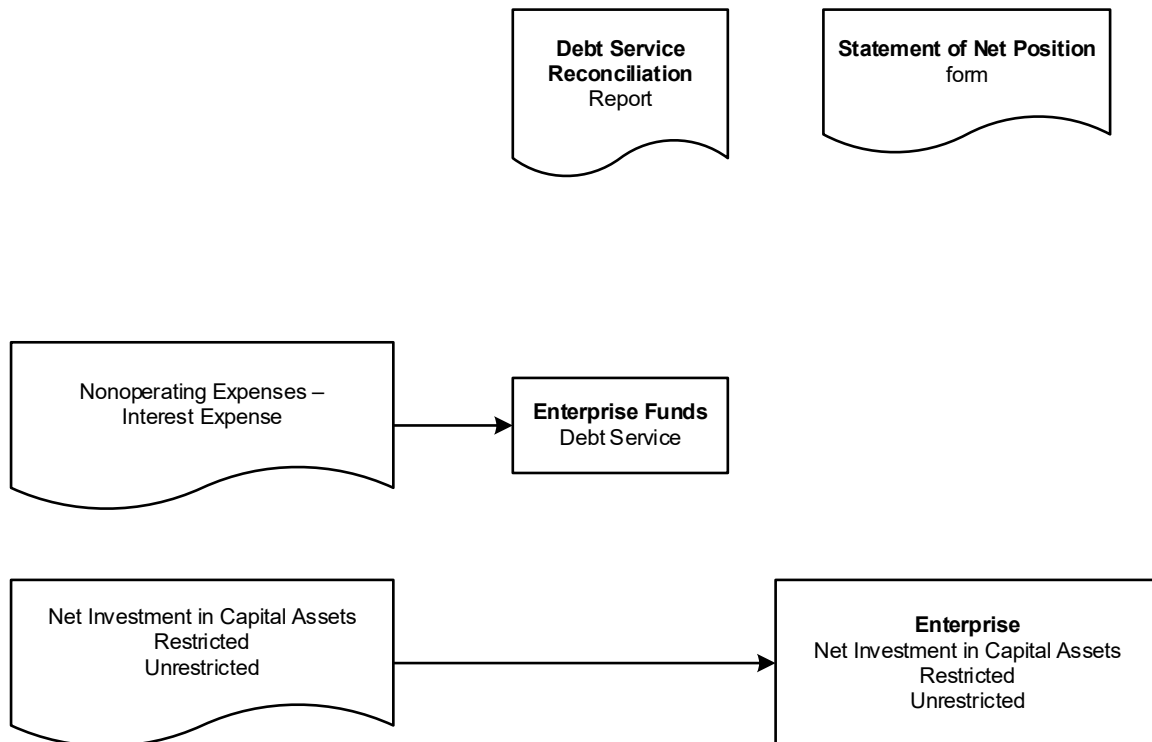 Debt Service
Reconciliation
Report
Statement of Net Position
form
Nonoperating Expenses –
Interest Expense
Enterprise Funds
Debt Service
Net Investment in Capital Assets
Restricted
Unrestricted
Enterprise
Net Investment in Capital Assets
Restricted
Unrestricted